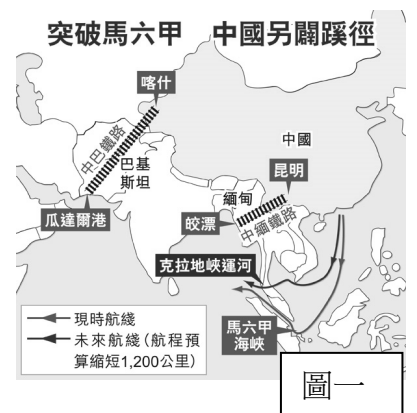 突破馬六甲　中國另闢蹊徑
喀什
中巴鐵路
巴基
斯坦
瓜達爾港
中國
昆明
緬甸
皎漂
中緬鐵路
克拉地峽運河
馬六甲
海峽
現時航綫
未來航綫（航程預
算縮短1,200公里）
圖一